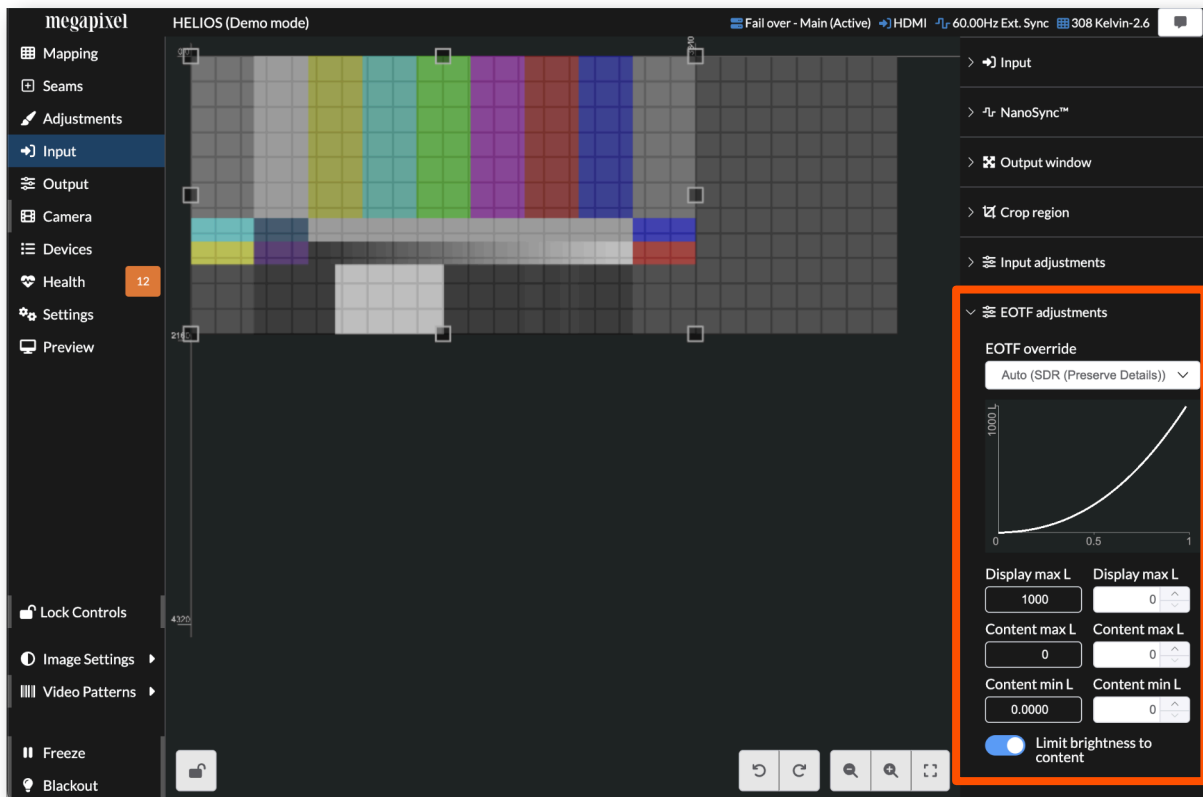 megapixel
HELIOS (Demo mode)
Fail over - Main (Active) HDMI 60.00Hz Ext. Sync 308 Kelvin-2.6
Mapping
Seams
Adjustments
Input
Output
Camera
Devices
Health 12
Settings
Preview
Lock Controls
Image Settings
Video Patterns
Freeze
Blackout
4320
Input
NanoSync™
Output window
Crop region
Input adjustments
EOTF adjustments
EOTF override
Auto (SDR (Preserve Details))
1000 L
0 0.5 1
Display max L Display max L
1000 0
Content max L Content max L
0 0
Content min L Content min L
0.0000 0
Limit brightness to
content